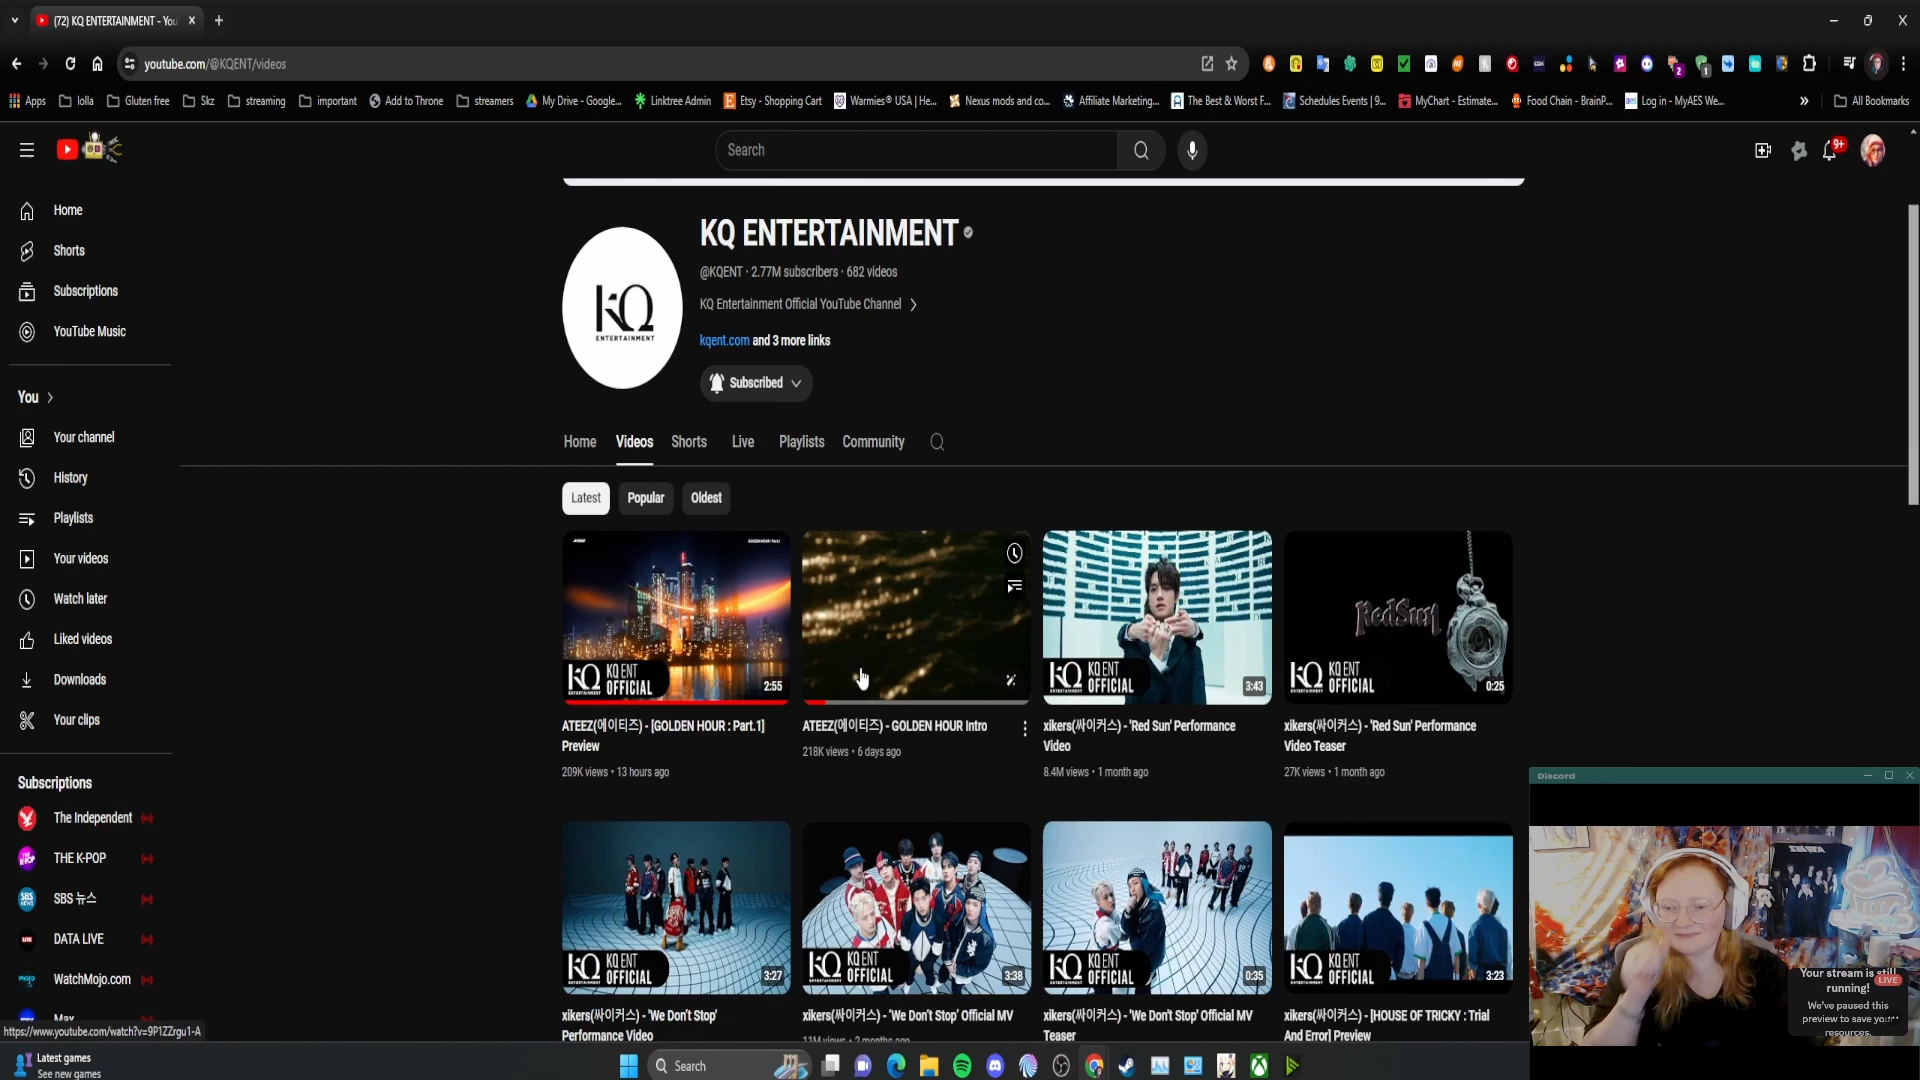 (72) KQ ENTERTAINMENT - You
youtube.com/@KQENT/videos
Apps
lolla
Gluten free
Skz
streaming
important
Add to Throne
streamers
My Drive - Google...
Linktree Admin
Etsy - Shopping Cart
Warmies® USA | He...
Nexus mods and co...
Affiliate Marketing...
The Best & Worst F...
Schedules Events | 9...
MyChart - Estimate...
Food Chain - BrainP...
Log in - MyAES We...
All Bookmarks
Search
9+
Home
Shorts
Subscriptions
YouTube Music
You
Your channel
History
Playlists
Your videos
Watch later
Liked videos
Downloads
Your clips
Subscriptions
The Independent
THE K-POP
SBS 뉴스
DATA LIVE
WatchMojo.com
Max
https://www.youtube.com/watch?v=9P1ZZrgu1-A
KQ ENTERTAINMENT
@KQENT · 2.77M subscribers · 682 videos
KQ Entertainment Official YouTube Channel
kqent.com and 3 more links
Subscribed
KQ
ENTERTAINMENT
Home
Videos
Shorts
Live
Playlists
Community
Latest
Popular
Oldest
KQ ENT OFFICIAL
2:55
KQ ENT OFFICIAL
3:43
RedSun
KQ ENT OFFICIAL
0:25
ATEEZ(에이티즈) - [GOLDEN HOUR : Part.1]
Preview
209K views • 13 hours ago
ATEEZ(에이티즈) - GOLDEN HOUR Intro
218K views • 6 days ago
xikers(싸이커스) - 'Red Sun' Performance
Video
8.4M views • 1 month ago
xikers(싸이커스) - 'Red Sun' Performance
Video Teaser
27K views • 1 month ago
KQ ENT OFFICIAL
3:27
KQ ENT OFFICIAL
3:38
KQ ENT OFFICIAL
0:35
KQ ENT OFFICIAL
3:23
xikers(싸이커스) - 'We Don't Stop'
Performance Video
xikers(싸이커스) - 'We Don't Stop' Official MV
11M views • 2 months ago
xikers(싸이커스) - 'We Don't Stop' Official MV
Teaser
xikers(싸이커스) - [HOUSE OF TRICKY : Trial
And Error] Preview
Discord
Your stream is still
running!
LIVE
We've paused this
preview to save your
resources.
Latest games
See new games
Search